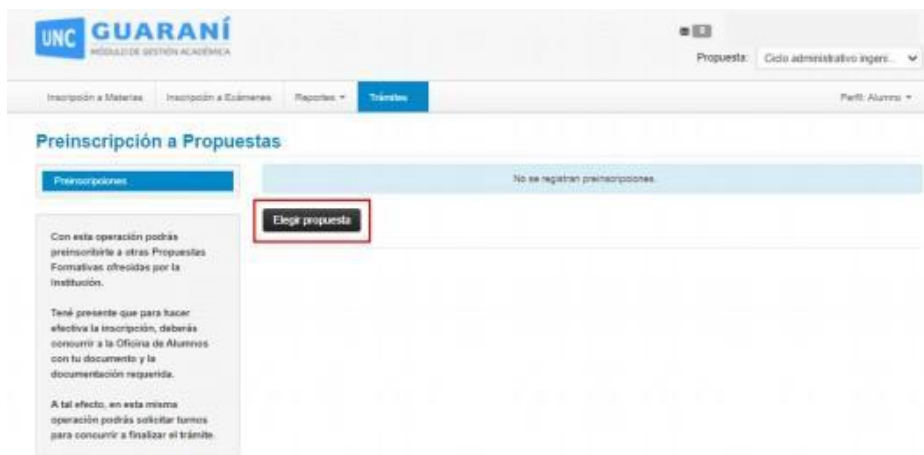 UNC GUARANÍ
MÓDULO DE GESTIÓN ACADÉMICA
Propuesta: Ciclo administrativo ingeni...
Inscripción a Materias Inscripción a Exámenes Reportes Trámites Perfil: Alumno
Preinscripción a Propuestas
Preinscripciones
No se registran preinscripciones.
Elegir propuesta
Con esta operación podrás
preinscribirte a otras Propuestas
Formativas ofrecidas por la
Institución.
Tené presente que para hacer
efectiva la inscripción, deberás
concurrir a la Oficina de Alumnos
con tu documento y la
documentación requerida.
A tal efecto, en esta misma
operación podrás solicitar turnos
para concurrir a finalizar el trámite.